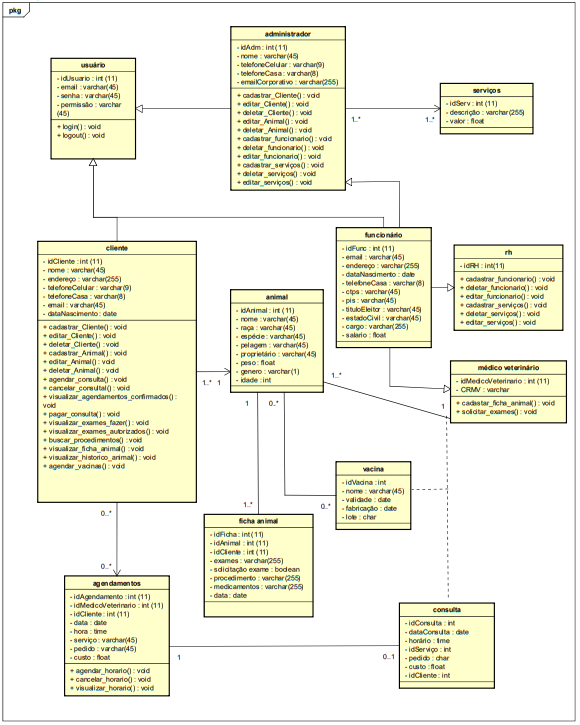 pkg
administrador
- idAdm : int (11)
- nome : varchar(45)
- telefoneCelular : varchar(9)
- telefoneCasa : varchar(8)
- emailCorporativo : varchar(255)
+ cadastrar_Cliente() : void
+ editar_Cliente() : void
+ deletar_Cliente() : void
+ editar_Animal() : void
+ deletar_Animal() : void
+ cadastrar_funcionario() : void
+ deletar_funcionario() : void
+ editar_funcionario() : void
+ cadastrar_serviços() : void
+ deletar_serviços() : void
+ editar_serviços() : void
usuário
- idUsuario : int (11)
- email : varchar(45)
- senha : varchar(45)
- permissão : varchar
(45)
+ login() : void
+ logout() : void
serviços
- idServ : int (11)
- descrição : varchar(255)
- valor : float
1..*
1..*
cliente
- idCliente : int (11)
- nome : varchar(45)
- endereço : varchar(255)
- telefoneCelular : varchar(9)
- telefoneCasa : varchar(8)
- email : varchar(45)
- dataNascimento : date
+ cadastrar_Cliente() : void
+ editar_Cliente() : void
+ deletar_Cliente() : void
+ cadastrar_Animal() : void
+ editar_Animal() : void
+ deletar_Animal() : void
+ agendar_consulta() : void
+ cancelar_consulta() : void
+ visualizar_agendamentos_confirmados() :
void
+ pagar_consulta() : void
+ visualizar_exames_fazer() : void
+ visualizar_exames_autorizados() : void
+ buscar_procedimentos() : void
+ visualizar_ficha_animal() : void
+ visualizar_historico_animal() : void
+ agendar_vacinas() : void
funcionário
- idFunc : int (11)
- email : varchar(45)
- endereço : varchar(255)
- dataNascimento : date
- telefoneCasa : varchar(8)
- ctps : varchar(45)
- pis : varchar(45)
- tituloEleitor : varchar(45)
- estadoCivil : varchar(45)
- cargo : varchar(255)
- salario : float
rh
- idRH : int(11)
+ cadastrar_funcionario() : void
+ deletar_funcionario() : void
+ editar_funcionario() : void
+ cadastrar_serviços() : void
+ deletar_serviços() : void
+ editar_serviços() : void
animal
- idAnimal : int (11)
- nome : varchar(45)
- raça : varchar(45)
- espécie : varchar(45)
- pelagem : varchar(45)
- proprietário : varchar(45)
- peso : float
- genero : varchar(1)
- idade : int
médico veterinário
- idMedicoVeterinario : int (11)
- CRMV : varchar
+ cadastar_ficha_animal() : void
+ solicitar_exames() : void
1..*
1
1..*
1
1
0..*
vacina
- idVacina : int
- nome : varchar(45)
- validade : date
- fabricação : date
- lote : char
0..*
1..*
ficha animal
- idFicha : int (11)
- idAnimal : int (11)
- idCliente : int (11)
- exames : varchar(255)
- solicitação exame : boolean
- procedimento : varchar(255)
- medicamentos : varchar(255)
- data : date
0..*
0..*
agendamentos
- idAgendamento : int (11)
- idMedicoVeterinario : int (11)
- idCliente : int (11)
- data : date
- hora : time
- serviço : varchar(45)
- pedido : varchar(45)
- custo : float
+ agendar_horario() : void
+ cancelar_horario() : void
+ visualizar_horario() : void
consulta
- idConsulta : int
- dataConsulta : date
- horário : time
- idServiço : int
- pedido : char
- custo : float
- idCliente : int
1
0..1